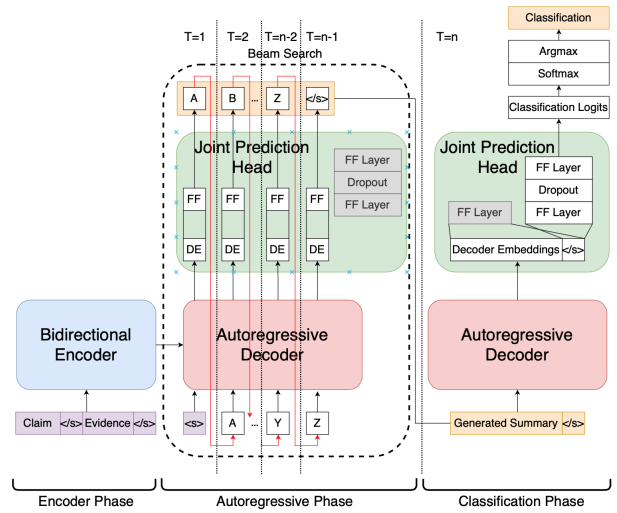 T=1
T=2
T=n-2
T=n-1
T=n
Beam Search
Classification
Argmax
Softmax
Classification Logits
A
B
...
Z
</s>
Joint Prediction
Head
FF Layer
Dropout
FF Layer
FF
FF
FF
FF
DE
DE
DE
DE
Joint Prediction
Head
FF Layer
Dropout
FF Layer
FF Layer
Decoder Embeddings
</s>
Bidirectional
Encoder
Autoregressive
Decoder
Autoregressive
Decoder
Claim
</s>
Evidence
</s>
<s>
A
...
Y
Z
Generated Summary
</s>
Encoder Phase
Autoregressive Phase
Classification Phase